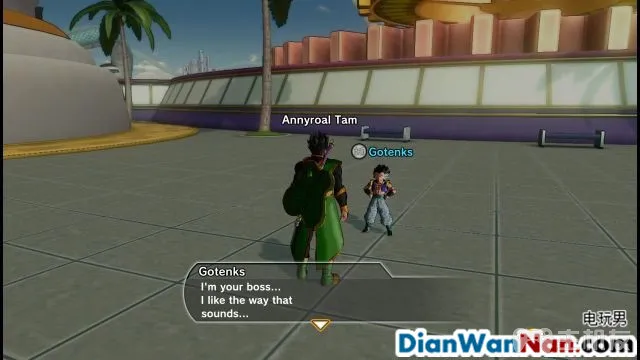 Annyroal Tam
Gotenks
Gotenks
I'm your boss...
I like the way that
sounds...
电玩男
DianWanNan.com